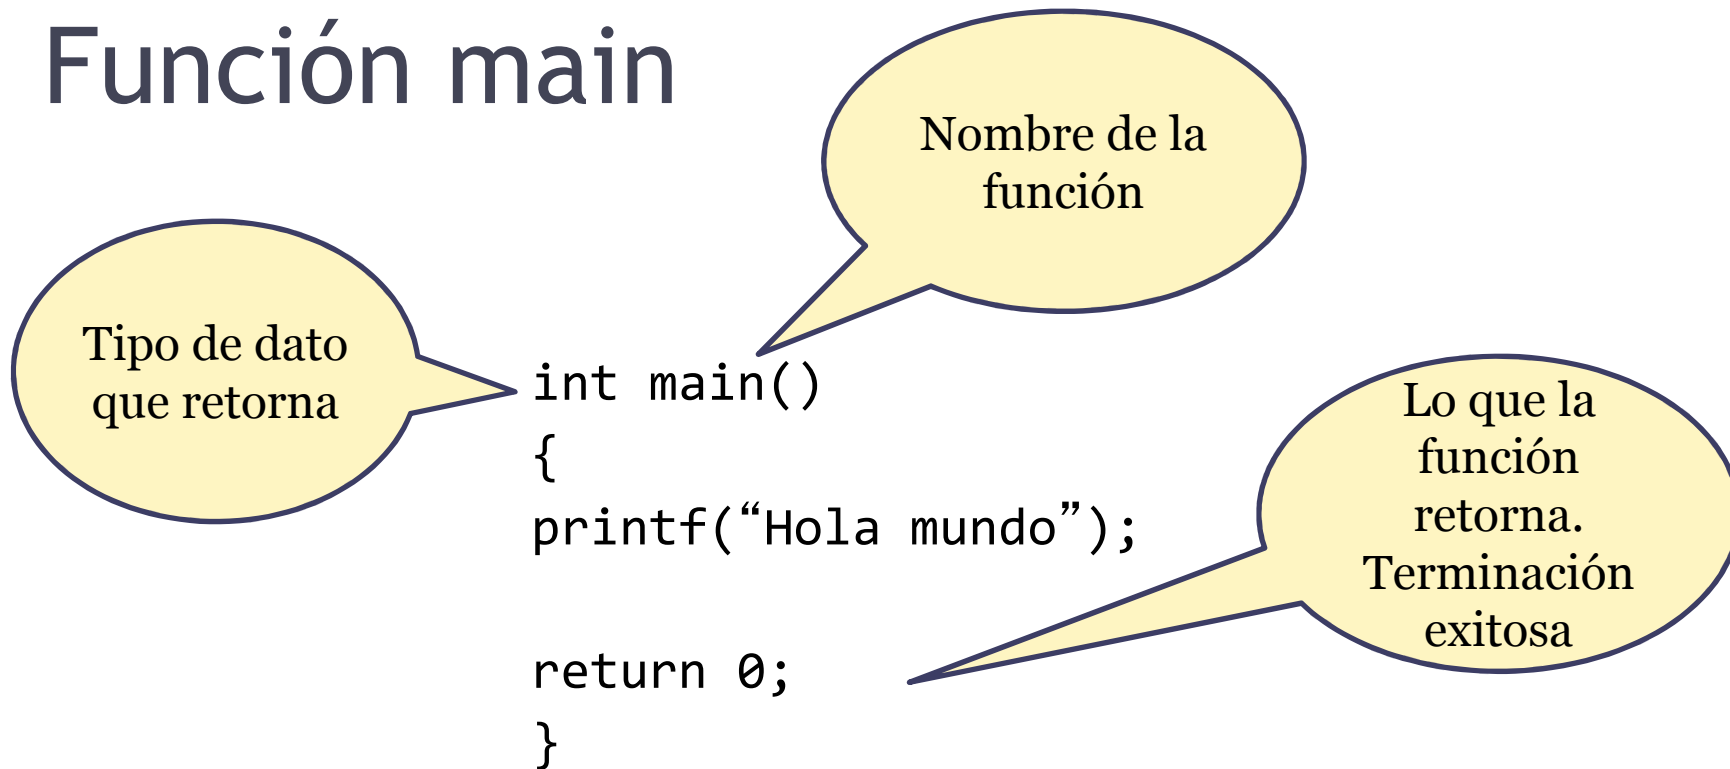 Función main
Nombre de la
función
Tipo de dato
que retorna
int main()
{
printf(“Hola mundo”);
return 0;
}
Lo que la
función
retorna.
Terminación
exitosa